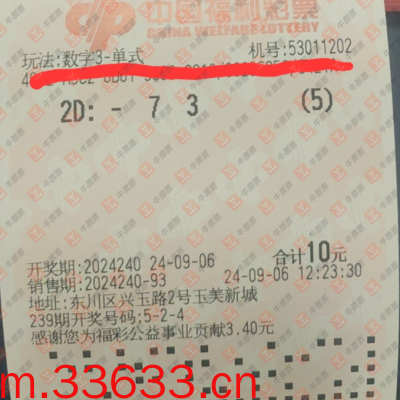 中国福利彩票
CHINA WELFARE LOTTERY
玩法:数字3-单式 机号:53011202
2D: - 7 3 (5)
合计10元
开奖期:2024240 24-09-06
销售期:2024240-93 24-09-06 12:23:30
地址:东川区兴玉路2号玉美新城
239期开奖号码:5-2-4
感谢您为福彩公益事业贡献3.40元
m.33633.cn